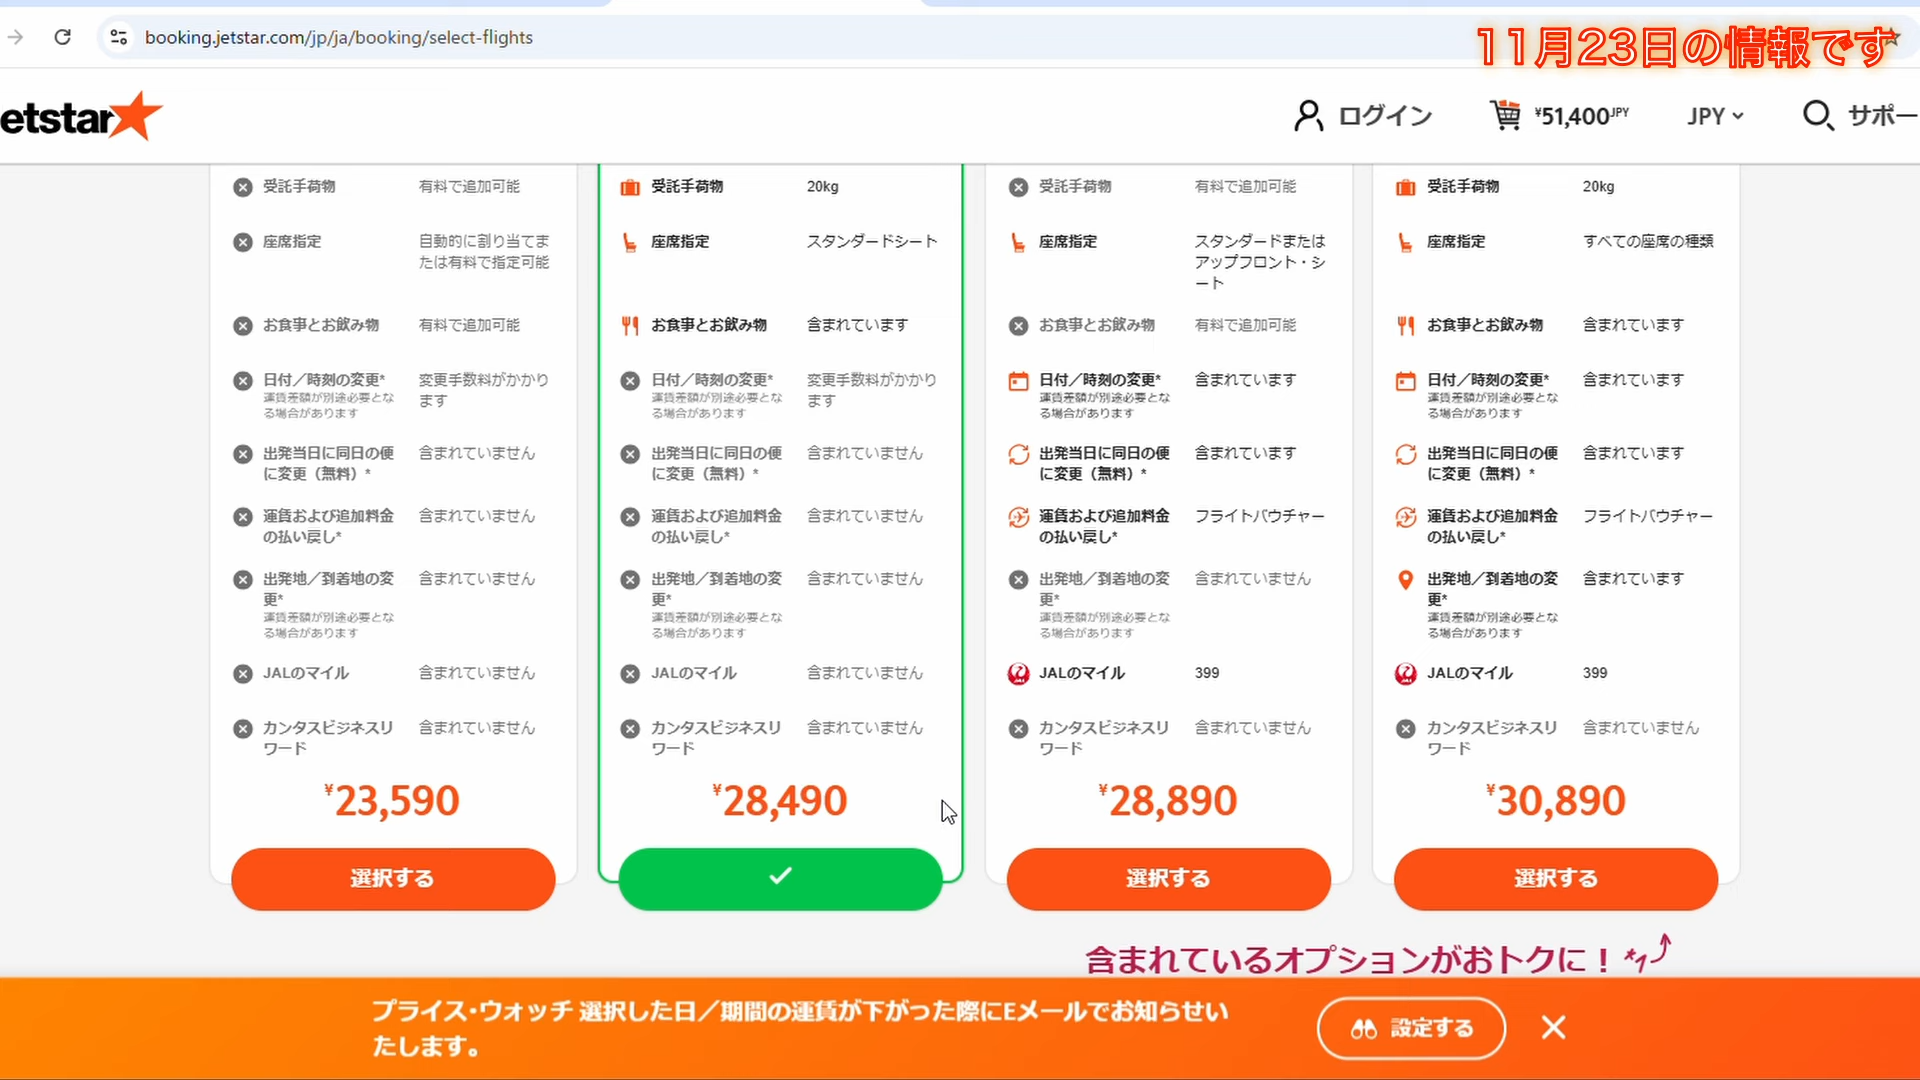 booking.jetstar.com/jp/ja/booking/select-flights
11月23日の情報です
etstar
ログイン
¥51,400JPY
JPY
サポー
受託手荷物 有料で追加可能
座席指定 自動的に割り当てま
たは有料で指定可能
お食事とお飲み物 有料で追加可能
日付／時刻の変更* 変更手数料がかかり
ます
運賃差額が別途必要とな
る場合があります
出発当日に同日の便 含まれていません
に変更（無料）*
運賃および追加料金 含まれていません
の払い戻し*
出発地／到着地の変 含まれていません
更*
運賃差額が別途必要とな
る場合があります
JALのマイル 含まれていません
カンタスビジネスリ 含まれていません
ワード
¥23,590
選択する
受託手荷物 20kg
座席指定 スタンダードシート
お食事とお飲み物 含まれています
日付／時刻の変更* 変更手数料がかかり
ます
運賃差額が別途必要とな
る場合があります
出発当日に同日の便 含まれていません
に変更（無料）*
運賃および追加料金 含まれていません
の払い戻し*
出発地／到着地の変 含まれていません
更*
運賃差額が別途必要とな
る場合があります
JALのマイル 含まれていません
カンタスビジネスリ 含まれていません
ワード
¥28,490
受託手荷物 有料で追加可能
座席指定 スタンダードまたは
アップフロント・シ
ート
お食事とお飲み物 有料で追加可能
日付／時刻の変更* 含まれています
運賃差額が別途必要とな
る場合があります
出発当日に同日の便 含まれています
に変更（無料）*
運賃および追加料金 フライトバウチャー
の払い戻し*
出発地／到着地の変 含まれていません
更*
運賃差額が別途必要とな
る場合があります
JALのマイル 399
カンタスビジネスリ 含まれていません
ワード
¥28,890
選択する
受託手荷物 20kg
座席指定 すべての座席の種類
お食事とお飲み物 含まれています
日付／時刻の変更* 含まれています
運賃差額が別途必要とな
る場合があります
出発当日に同日の便 含まれています
に変更（無料）*
運賃および追加料金 フライトバウチャー
の払い戻し*
出発地／到着地の変 含まれています
更*
運賃差額が別途必要とな
る場合があります
JALのマイル 399
カンタスビジネスリ 含まれていません
ワード
¥30,890
選択する
含まれているオプションがおトクに！*1
プライス・ウォッチ 選択した日／期間の運賃が下がった際にEメールでお知らせい
たします。
設定する